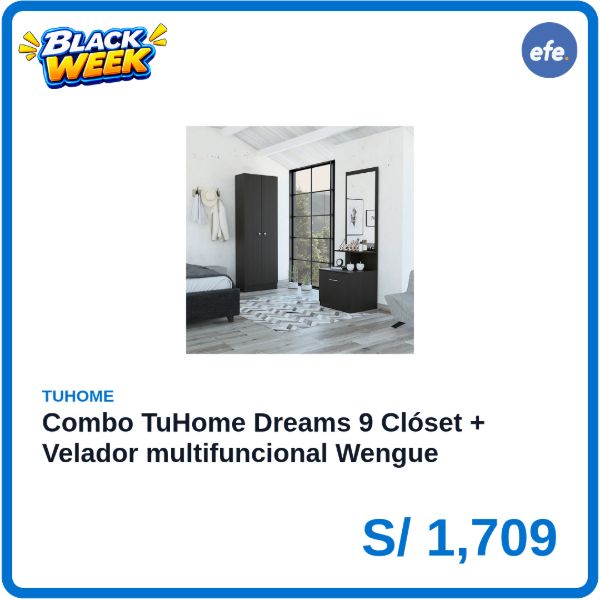 BLACK
WEEK
efe.
TUHOME
Combo TuHome Dreams 9 Clóset +
Velador multifuncional Wengue
S/ 1,709